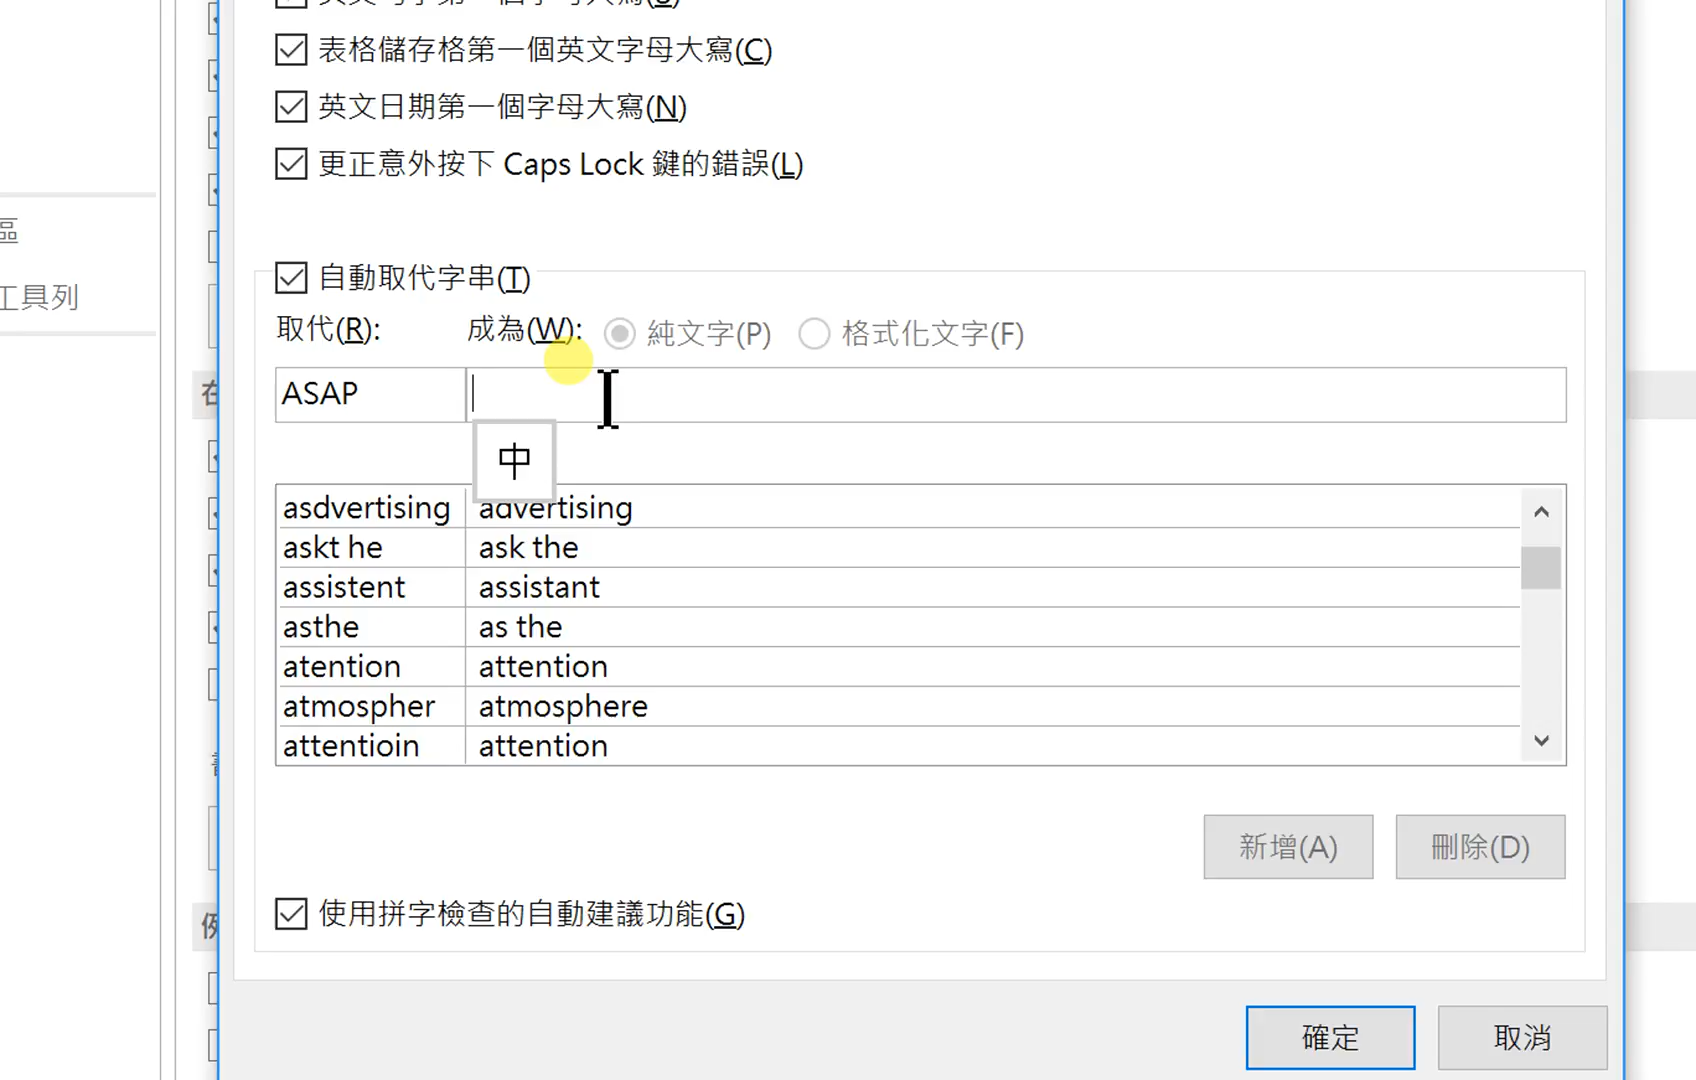 表格儲存格第一個英文字母大寫(C)
英文日期第一個字母大寫(N)
更正意外按下 Caps Lock 鍵的錯誤(L)
區
工具列
自動取代字串(T)
取代(R): 成為(W): 純文字(P) 格式化文字(F)
在
ASAP
中
asdvertising advertising
askt he ask the
assistent assistant
asthe as the
atention attention
atmospher atmosphere
attentioin attention
新增(A) 刪除(D)
使用拼字檢查的自動建議功能(G)
確定 取消